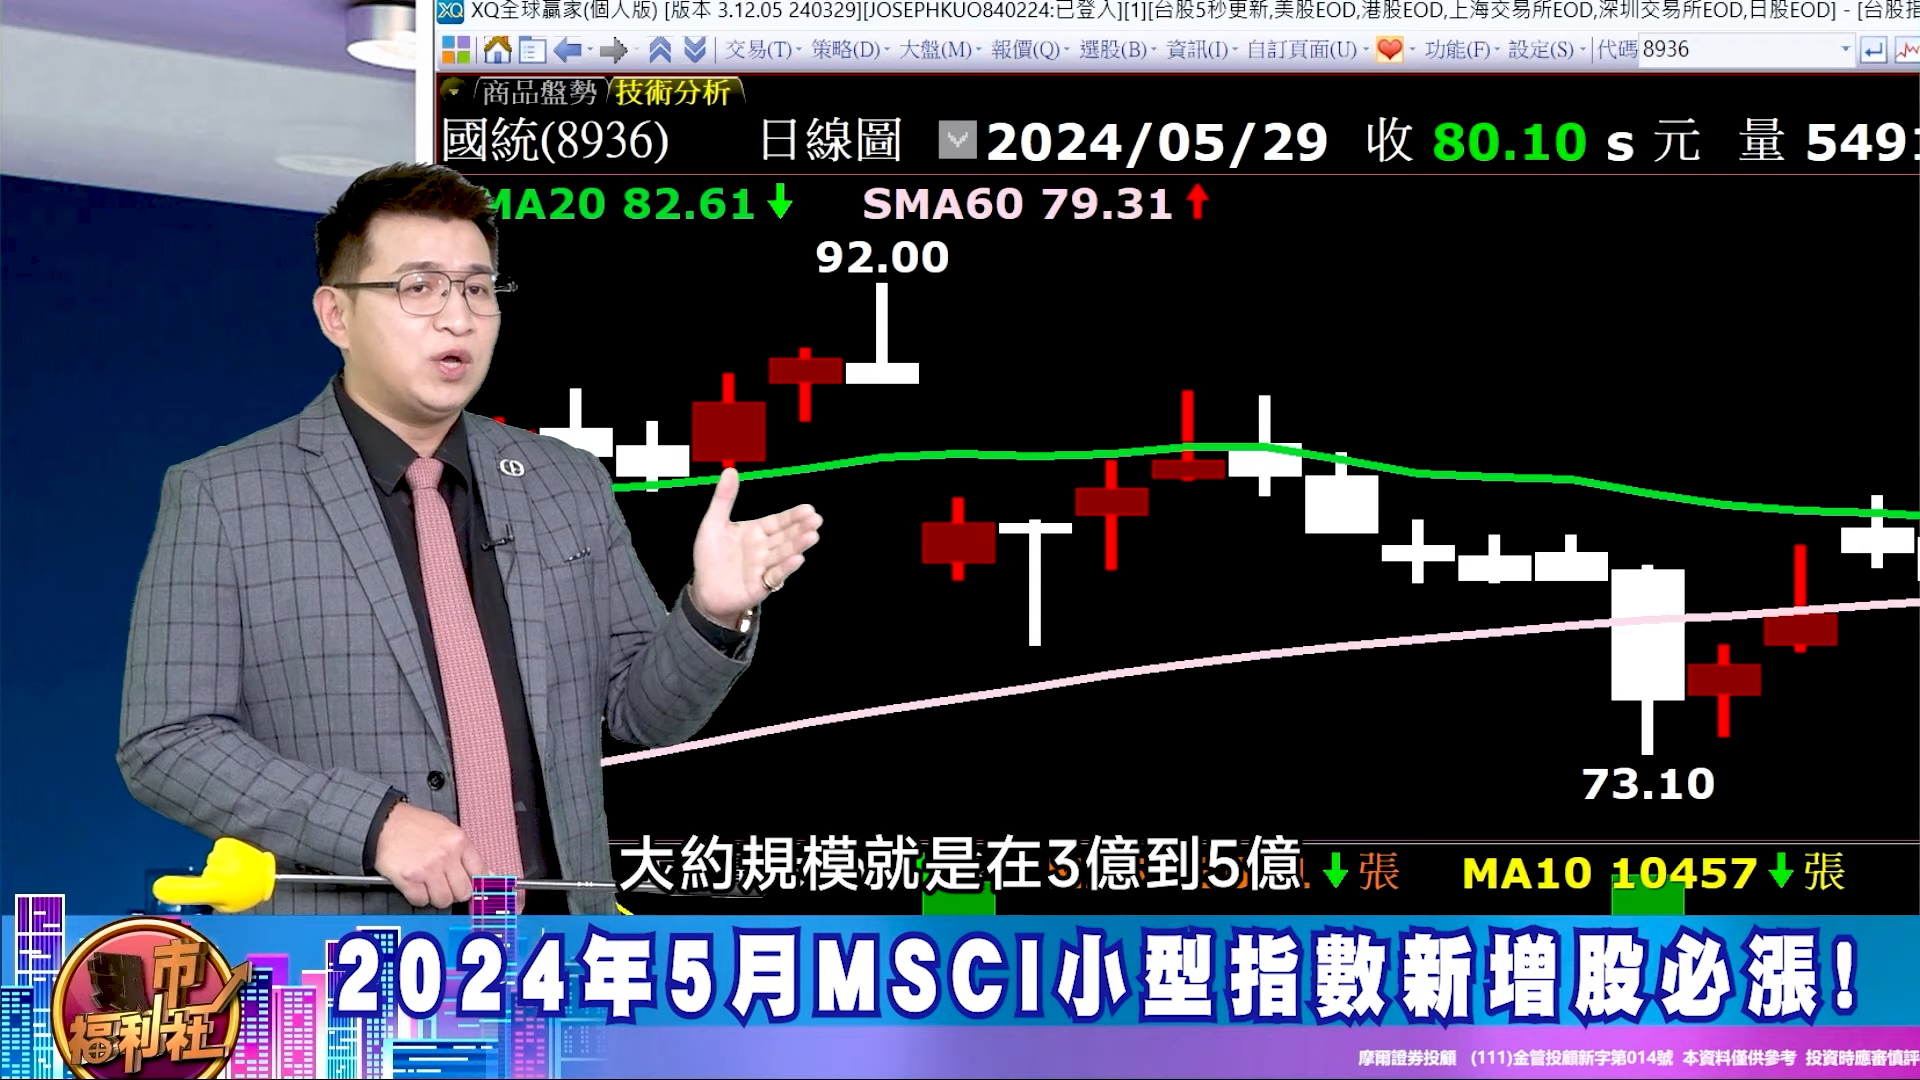 XQ全球贏家(個人版) [版本 3.12.05 240329][JOSEPHKUO840224:已登入][1][台股5秒更新,美股EOD,港股EOD,上海交易所EOD,深圳交易所EOD,日股EOD] - [台股指
交易(T) 策略(D) 大盤(M) 報價(Q) 選股(B) 資訊(I) 自訂頁面(U) 功能(F) 設定(S) 代碼 8936
商品盤勢 技術分析
國統(8936) 日線圖 2024/05/29 收 80.10 s 元 量 5491
MA20 82.61 SMA60 79.31
92.00
73.10
大約規模就是在3億到5億
張 MA10 10457 張
2024年5月MSCI小型指數新增股必漲!
市
福利社
摩爾證券投顧 (111)金管投顧新字第014號 本資料僅供參考 投資時應審慎評